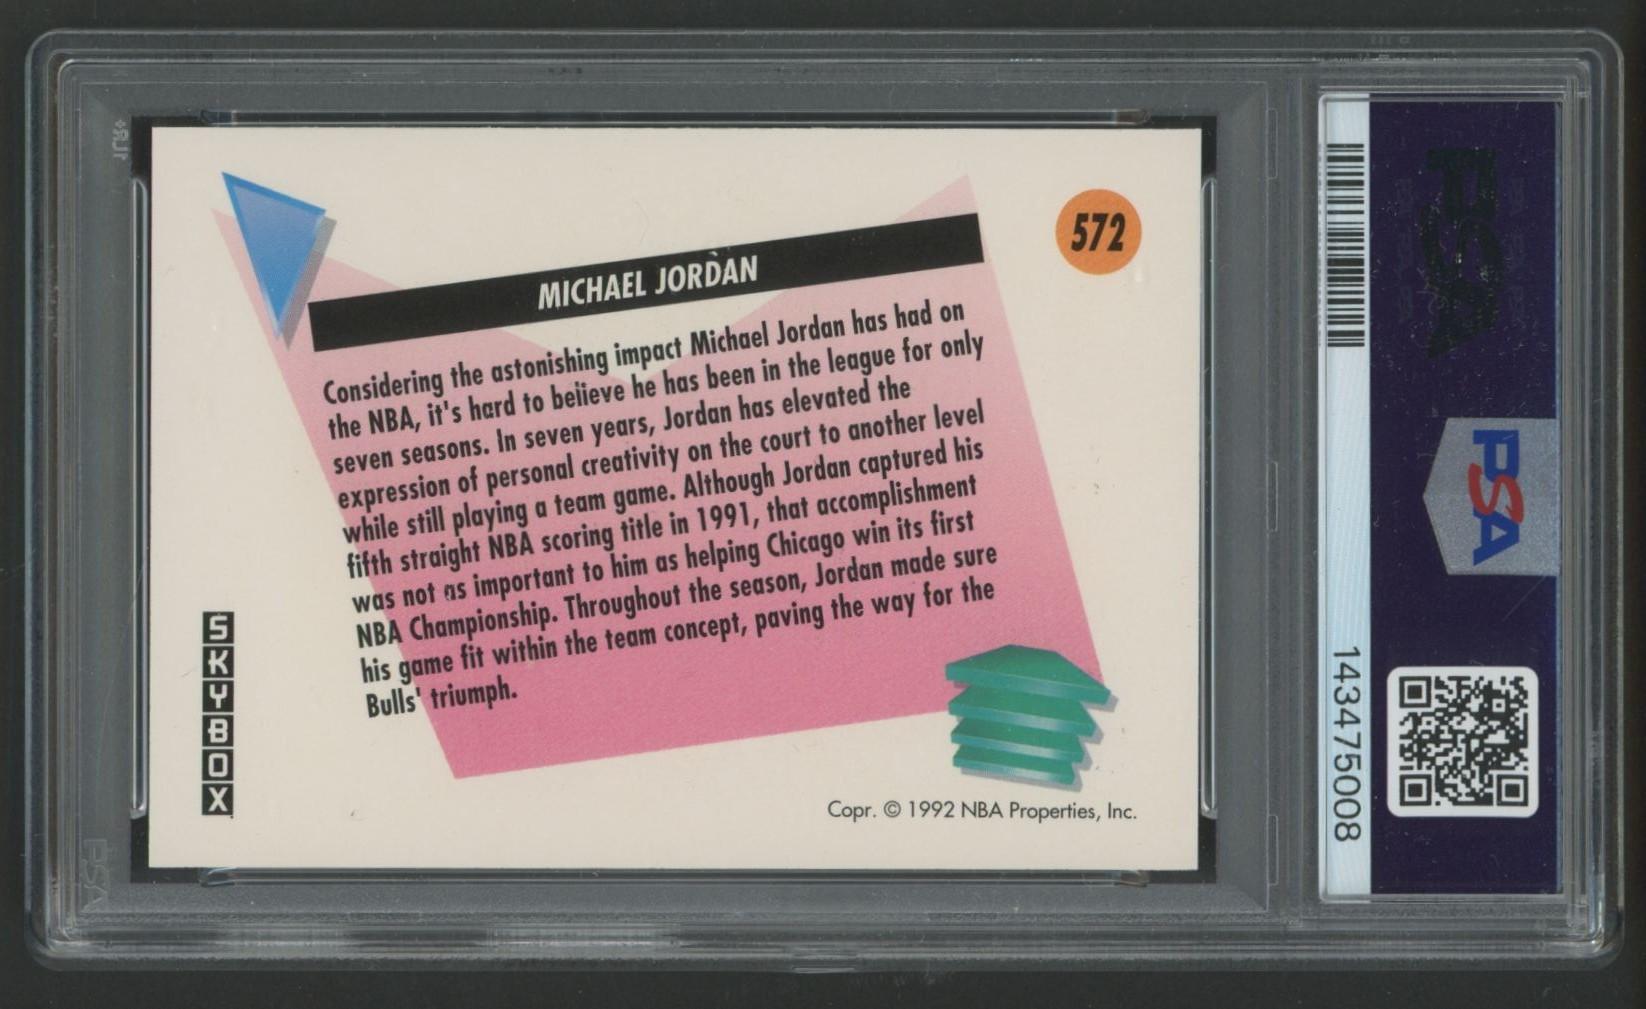 572
MICHAEL JORDAN
Considering the astonishing impact Michael Jordan has had on
the NBA, it's hard to believe he has been in the league for only
seven seasons. In seven years, Jordan has elevated the
expression of personal creativity on the court to another level
while still playing a team game. Although Jordan captured his
fifth straight NBA scoring title in 1991, that accomplishment
was not as important to him as helping Chicago win its first
NBA Championship. Throughout the season, Jordan made sure
his game fit within the team concept, paving the way for the
Bulls' triumph.
SKYBOX
Copr. © 1992 NBA Properties, Inc.
PSA
PSA
143475008
PSA